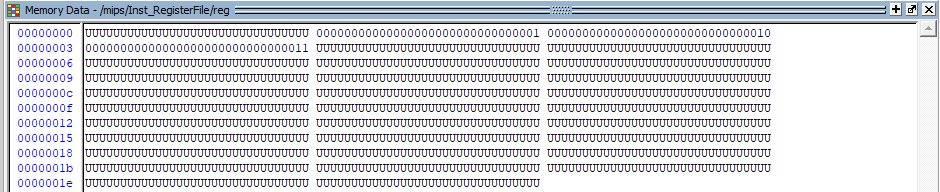 Memory Data - /mips/Inst_RegisterFile/reg
00000000 UUUUUUUUUUUUUUUUUUUUUUUUUUUUUUUU 00000000000000000000000000000001 00000000000000000000000000000010
00000003 00000000000000000000000000000011 UUUUUUUUUUUUUUUUUUUUUUUUUUUUUUUU UUUUUUUUUUUUUUUUUUUUUUUUUUUUUUUU
00000006 UUUUUUUUUUUUUUUUUUUUUUUUUUUUUUUU UUUUUUUUUUUUUUUUUUUUUUUUUUUUUUUU UUUUUUUUUUUUUUUUUUUUUUUUUUUUUUUU
00000009 UUUUUUUUUUUUUUUUUUUUUUUUUUUUUUUU UUUUUUUUUUUUUUUUUUUUUUUUUUUUUUUU UUUUUUUUUUUUUUUUUUUUUUUUUUUUUUUU
0000000c UUUUUUUUUUUUUUUUUUUUUUUUUUUUUUUU UUUUUUUUUUUUUUUUUUUUUUUUUUUUUUUU UUUUUUUUUUUUUUUUUUUUUUUUUUUUUUUU
0000000f UUUUUUUUUUUUUUUUUUUUUUUUUUUUUUUU UUUUUUUUUUUUUUUUUUUUUUUUUUUUUUUU UUUUUUUUUUUUUUUUUUUUUUUUUUUUUUUU
00000012 UUUUUUUUUUUUUUUUUUUUUUUUUUUUUUUU UUUUUUUUUUUUUUUUUUUUUUUUUUUUUUUU UUUUUUUUUUUUUUUUUUUUUUUUUUUUUUUU
00000015 UUUUUUUUUUUUUUUUUUUUUUUUUUUUUUUU UUUUUUUUUUUUUUUUUUUUUUUUUUUUUUUU UUUUUUUUUUUUUUUUUUUUUUUUUUUUUUUU
00000018 UUUUUUUUUUUUUUUUUUUUUUUUUUUUUUUU UUUUUUUUUUUUUUUUUUUUUUUUUUUUUUUU UUUUUUUUUUUUUUUUUUUUUUUUUUUUUUUU
0000001b UUUUUUUUUUUUUUUUUUUUUUUUUUUUUUUU UUUUUUUUUUUUUUUUUUUUUUUUUUUUUUUU UUUUUUUUUUUUUUUUUUUUUUUUUUUUUUUU
0000001e UUUUUUUUUUUUUUUUUUUUUUUUUUUUUUUU UUUUUUUUUUUUUUUUUUUUUUUUUUUUUUUU